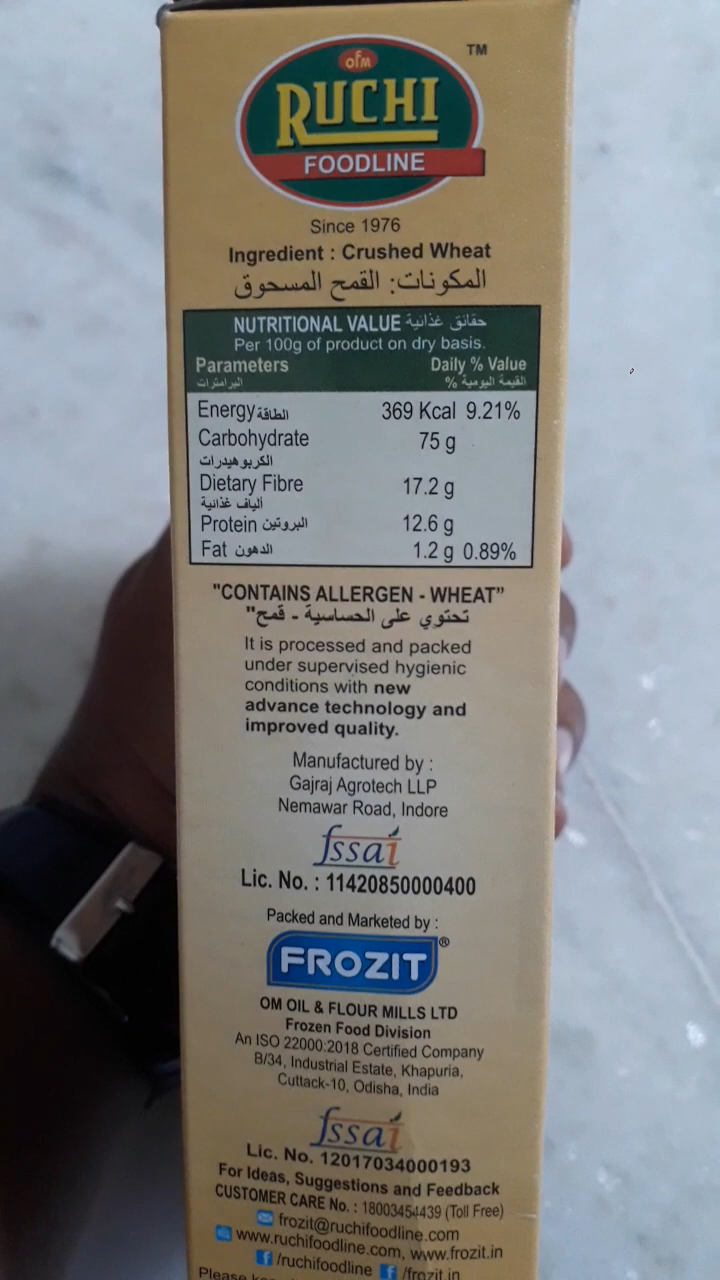 OFM
RUCHI
TM
FOODLINE
Since 1976
Ingredient : Crushed Wheat
المكونات: القمح المسحوق
NUTRITIONAL VALUE حقائق غذائية
Per 100g of product on dry basis.
Parameters Daily % Value
البرامترات القيمة اليومية %
Energy الطاقة 369 Kcal 9.21%
Carbohydrate 75 g
الكربوهيدرات
Dietary Fibre 17.2 g
ألياف غذائية
Protein البروتين 12.6 g
Fat الدهون 1.2 g 0.89%
"CONTAINS ALLERGEN - WHEAT”
تحتوي على الحساسية - قمح"
It is processed and packed
under supervised hygienic
conditions with new
advance technology and
improved quality.
Manufactured by :
Gajraj Agrotech LLP
Nemawar Road, Indore
fssai
Lic. No. : 11420850000400
Packed and Marketed by :
FROZIT®
OM OIL & FLOUR MILLS LTD
Frozen Food Division
An ISO 22000:2018 Certified Company
B/34, Industrial Estate, Khapuria,
Cuttack-10, Odisha, India
fssai
Lic. No. 12017034000193
For Ideas, Suggestions and Feedback
CUSTOMER CARE No. : 18003454439 (Toll Free)
frozit@ruchifoodline.com
www.ruchifoodline.com, www.frozit.in
/ruchifoodline /frozit.in
Please